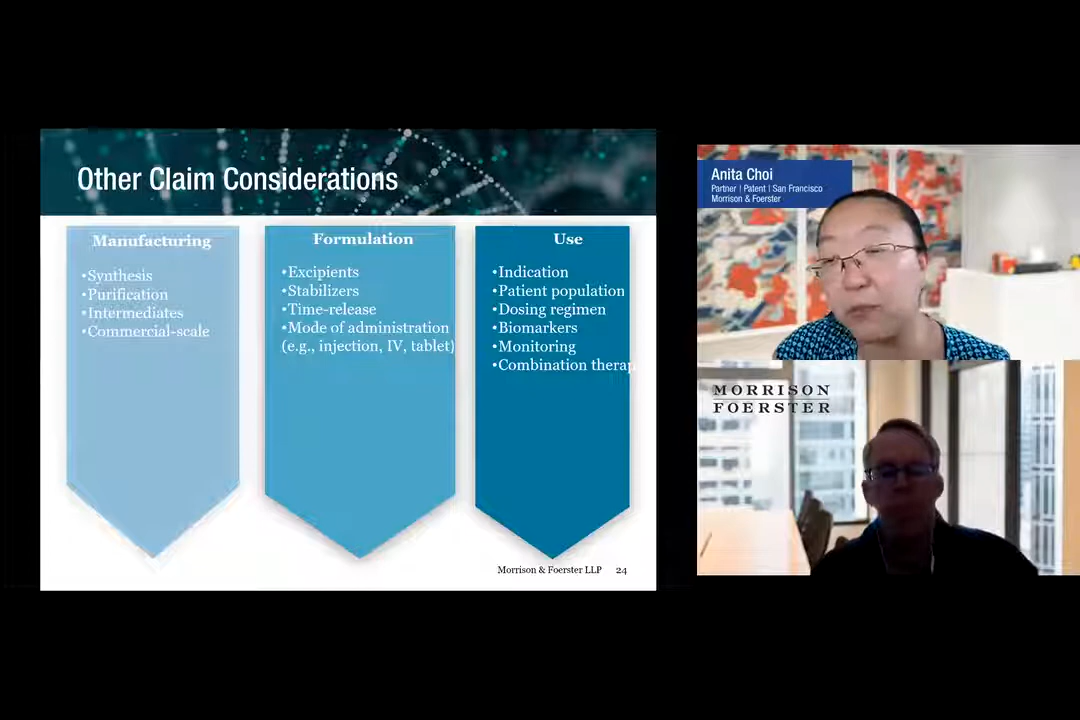 Other Claim Considerations
Manufacturing
•Synthesis
•Purification
•Intermediates
•Commercial-scale
Formulation
•Excipients
•Stabilizers
•Time-release
•Mode of administration
(e.g., injection, IV, tablet)
Use
•Indication
•Patient population
•Dosing regimen
•Biomarkers
•Monitoring
•Combination therap
Morrison & Foerster LLP 24
Anita Choi
Partner | Patent | San Francisco
Morrison & Foerster
MORRISON
FOERSTER